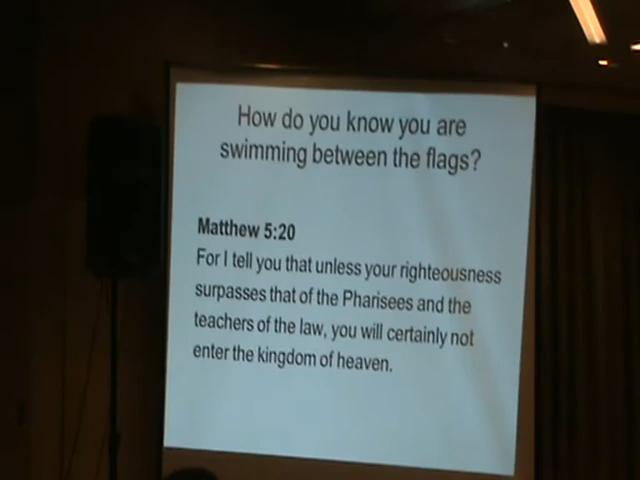 How do you know you are
swimming between the flags?
Matthew 5:20
For I tell you that unless your righteousness
surpasses that of the Pharisees and the
teachers of the law, you will certainly not
enter the kingdom of heaven.